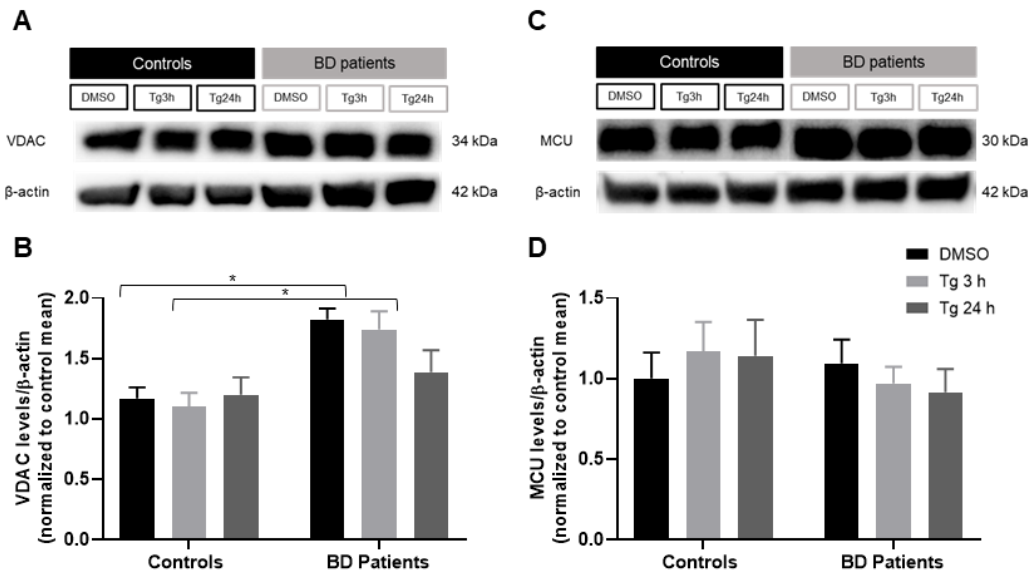 A
Controls
BD patients
DMSO
Tg3h
Tg24h
DMSO
Tg3h
Tg24h
VDAC
34 kDa
β-actin
42 kDa
C
Controls
BD patients
DMSO
Tg3h
Tg24h
DMSO
Tg3h
Tg24h
MCU
30 kDa
β-actin
42 kDa
B
VDAC levels/β-actin
(normalized to control mean)
2.0
1.5
1.0
0.5
0.0
*
*
Controls
BD Patients
D
MCU levels/β-actin
(normalized to control mean)
1.5
1.0
0.5
0.0
DMSO
Tg 3 h
Tg 24 h
Controls
BD Patients